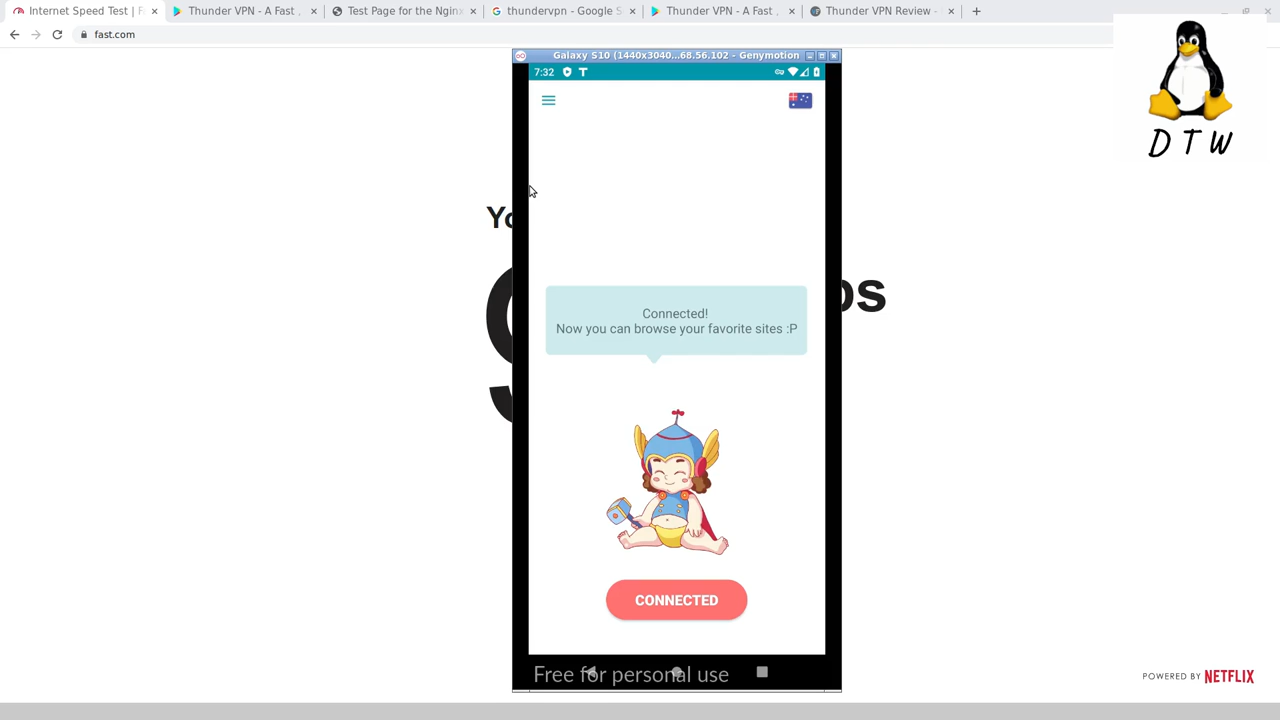 Internet Speed Test | F
Thunder VPN - A Fast ,
Test Page for the Nginx
thundervpn - Google S
Thunder VPN - A Fast ,
Thunder VPN Review -
fast.com
Galaxy S10 (1440x3040...68.56.102 - Genymotion
7:32
DTW
Connected!
Now you can browse your favorite sites :P
CONNECTED
Free for personal use
POWERED BY NETFLIX